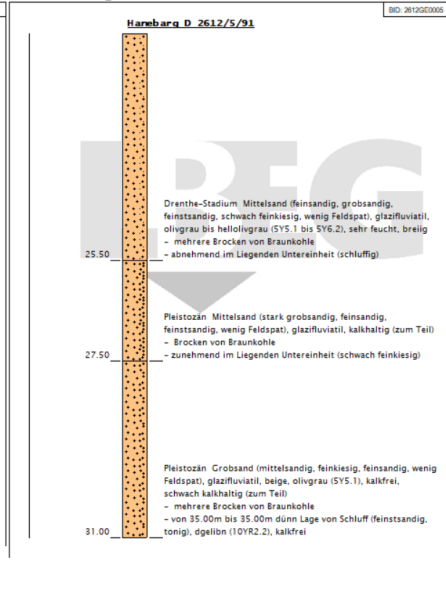 BID: 2612GE0005
Hanebarg D 2612/5/91
LBEG
Drenthe-Stadium Mittelsand (feinsandig, grobsandig,
feinstsandig, schwach feinkiesig, wenig Feldspat), glazifluviatil,
olivgrau bis hellolivgrau (5Y5.1 bis 5Y6.2), sehr feucht, breiig
- mehrere Brocken von Braunkohle
25.50 - abnehmend im Liegenden Untereinheit (schluffig)
Pleistozän Mittelsand (stark grobsandig, feinsandig,
feinstsandig, wenig Feldspat), glazifluviatil, kalkhaltig (zum Teil)
- Brocken von Braunkohle
27.50 - zunehmend im Liegenden Untereinheit (schwach feinkiesig)
Pleistozän Grobsand (mittelsandig, feinkiesig, feinsandig, wenig
Feldspat), glazifluviatil, beige, olivgrau (5Y5.1), kalkfrei,
schwach kalkhaltig (zum Teil)
- mehrere Brocken von Braunkohle
- von 35.00m bis 35.00m dünn Lage von Schluff (feinstsandig,
31.00 tonig), dgelibn (10YR2.2), kalkfrei